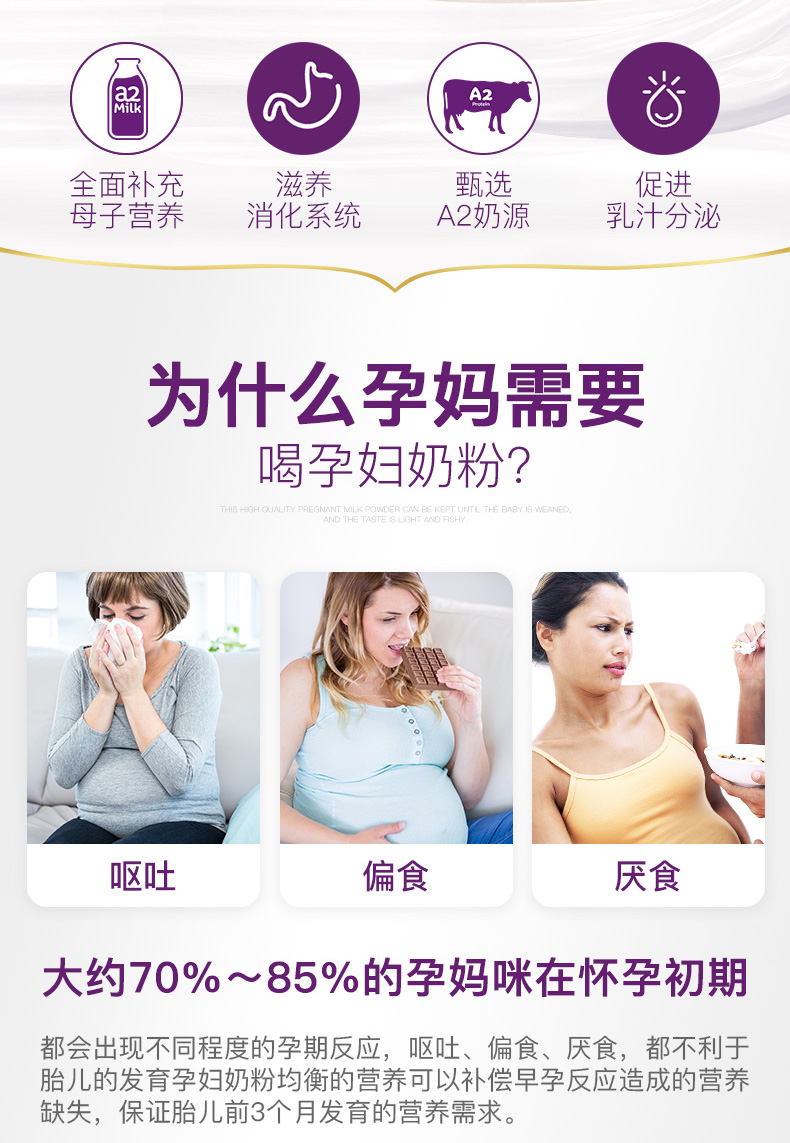 a2
Milk
A2
Protein
全面补充
母子营养
滋养
消化系统
甄选
A2奶源
促进
乳汁分泌
为什么孕妈需要
喝孕妇奶粉?
THIS HIGH QUALITY PREGNANT MILK POWDER CAN BE KEPT UNTIL THE BABY IS WEANED,
AND THE TASTE IS LIGHT AND FISHY.
呕吐
偏食
厌食
大约70%～85%的孕妈咪在怀孕初期
都会出现不同程度的孕期反应，呕吐、偏食、厌食，都不利于
胎儿的发育孕妇奶粉均衡的营养可以补偿早孕反应造成的营养
缺失，保证胎儿前3个月发育的营养需求。